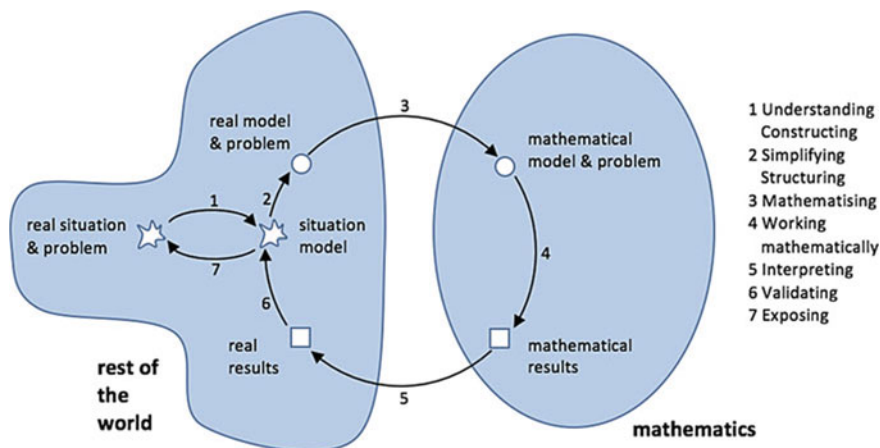 real model
& problem
3
mathematical
model & problem
1 Understanding
Constructing
2 Simplifying
Structuring
3 Mathematising
4 Working
mathematically
5 Interpreting
6 Validating
7 Exposing
real situation
& problem
1
2
situation
model
7
4
6
real
results
mathematical
results
5
rest of
the
world
mathematics